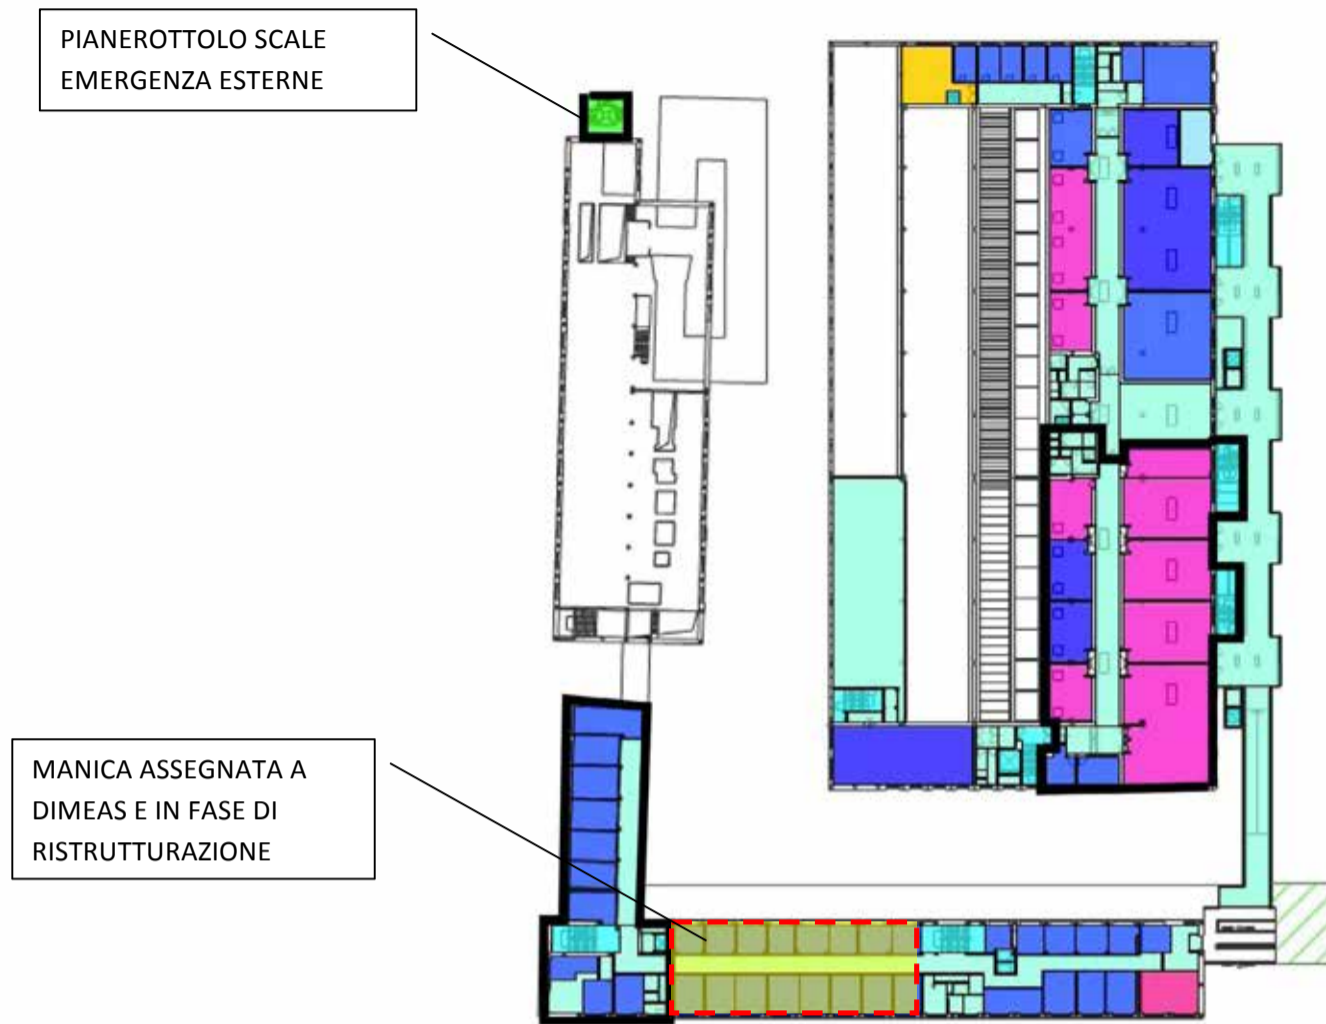 PIANEROTTOLO SCALE
EMERGENZA ESTERNE
MANICA ASSEGNATA A
DIMEAS E IN FASE DI
RISTRUTTURAZIONE